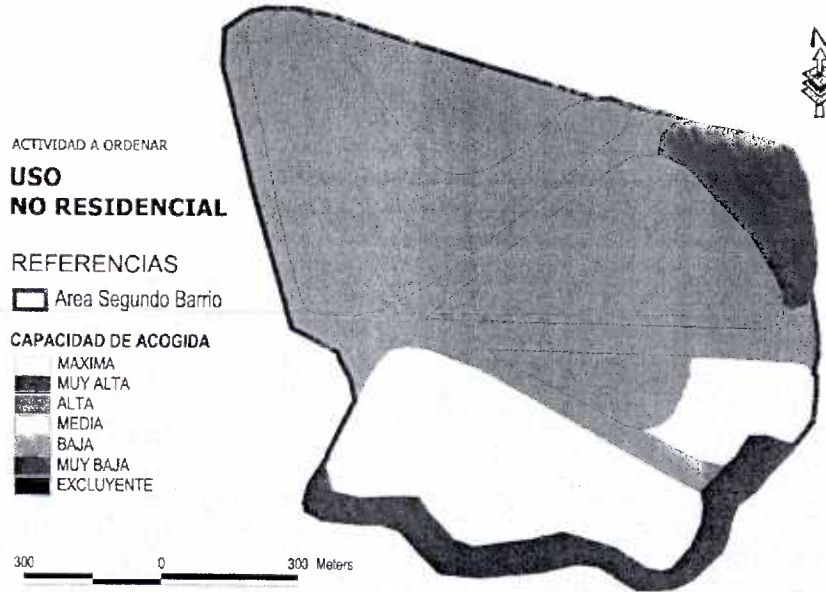 N
ACTIVIDAD A ORDENAR
USO
NO RESIDENCIAL
REFERENCIAS
Area Segundo Barrio
CAPACIDAD DE ACOGIDA
MAXIMA
MUY ALTA
ALTA
MEDIA
BAJA
MUY BAJA
EXCLUYENTE
300 0 300 Meters